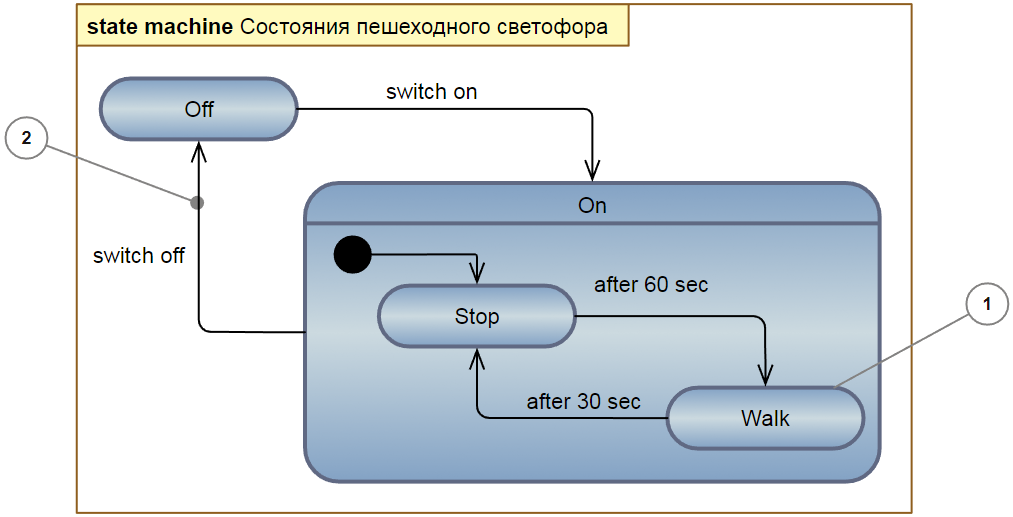 state machine Состояния пешеходного светофора
Off
switch on
2
On
switch off
after 60 sec
1
Stop
after 30 sec
Walk